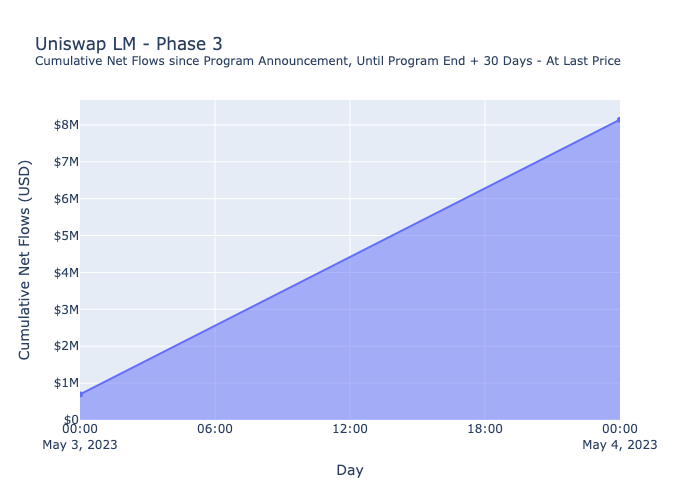 Uniswap LM - Phase 3
Cumulative Net Flows since Program Announcement, Until Program End + 30 Days - At Last Price
Cumulative Net Flows (USD)
$8M
$7M
$6M
$5M
$4M
$3M
$2M
$1M
$0
00:00 06:00 12:00 18:00 00:00
May 3, 2023 May 4, 2023
Day